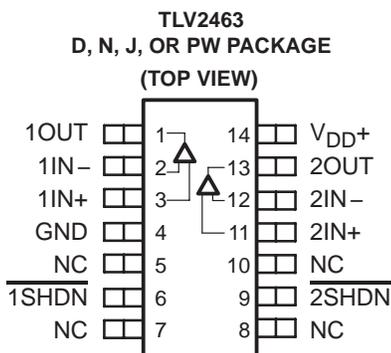 TLV2463
D, N, J, OR PW PACKAGE
(TOP VIEW)
1OUT 1 14 VDD+
1IN− 2 13 2OUT
1IN+ 3 12 2IN−
GND 4 11 2IN+
NC 5 10 NC
1SHDN 6 9 2SHDN
NC 7 8 NC